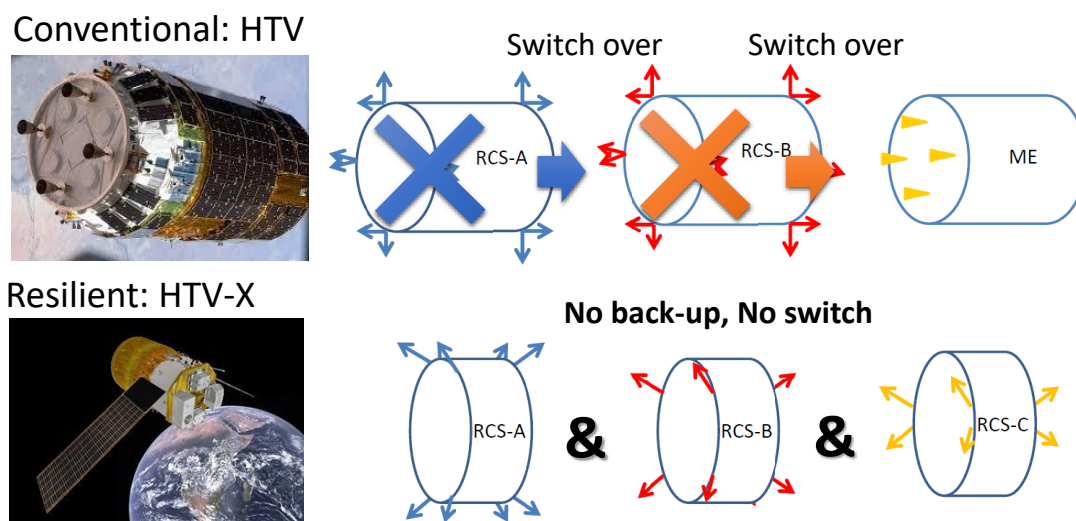 Conventional: HTV
Switch over
Switch over
RCS-A
RCS-B
ME
Resilient: HTV-X
No back-up, No switch
RCS-A
&
RCS-B
&
RCS-C